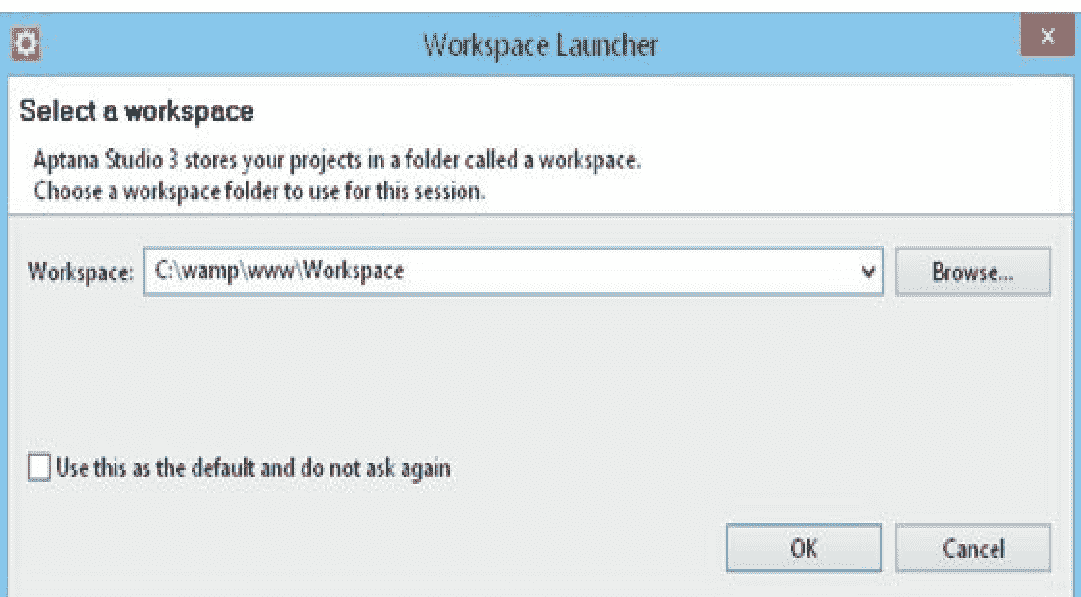 Workspace Launcher
x
Select a workspace
Aptana Studio 3 stores your projects in a folder called a workspace.
Choose a workspace folder to use for this session.
Workspace: C:\wamp\www\Workspace Browse...
Use this as the default and do not ask again
OK Cancel